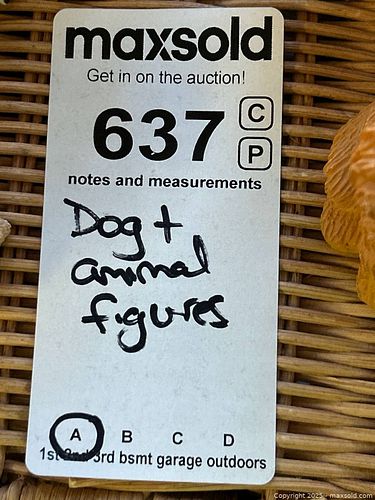 maxsold
Get in on the auction!
637 C
P
notes and measurements
Dog +
animal
figures
A B C D
1st 2nd 3rd bsmt garage outdoors
Copyright 2025 - maxsold.com